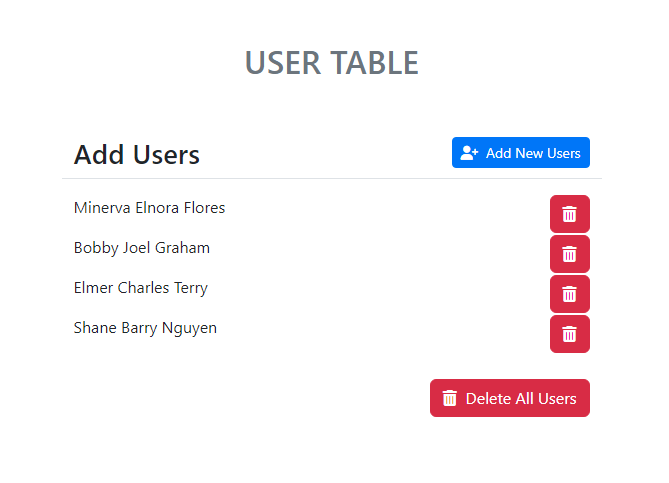 USER TABLE
Add Users
Add New Users
Minerva Elnora Flores
Bobby Joel Graham
Elmer Charles Terry
Shane Barry Nguyen
Delete All Users